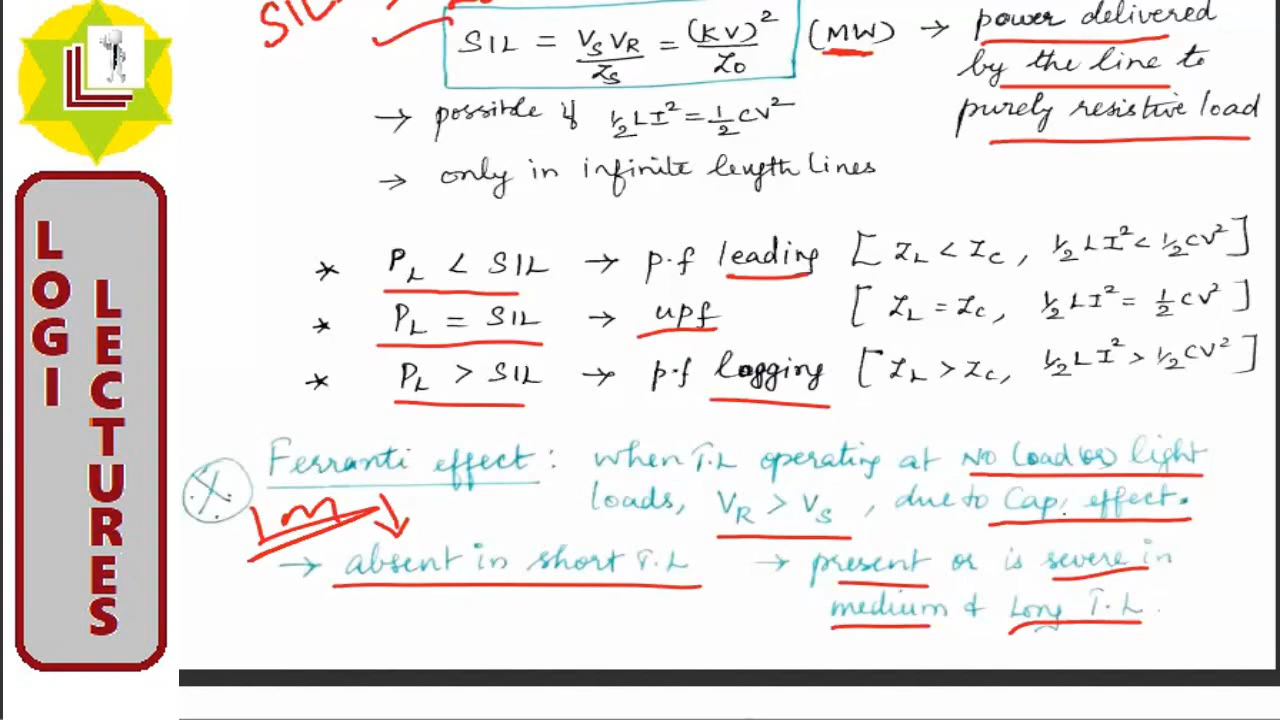 SIL
SIL = VS VR / ZS = (KV)² / Z0 (MW) → power delivered
by the line to
purely resistive load
→ possible if ½LI² = ½CV²
→ only in infinite length lines
* PL < SIL → p.f leading [ZL < ZC, ½LI² < ½CV²]
* PL = SIL → upf [ZL = ZC, ½LI² = ½CV²]
* PL > SIL → p.f lagging [ZL > ZC, ½LI² > ½CV²]
Ferranti effect: when T.L operating at No load (or) light
loads, VR > VS, due to Cap. effect.
→ absent in short T.L → present or is severe in
medium & Long T.L.
LOGI
LECTURES